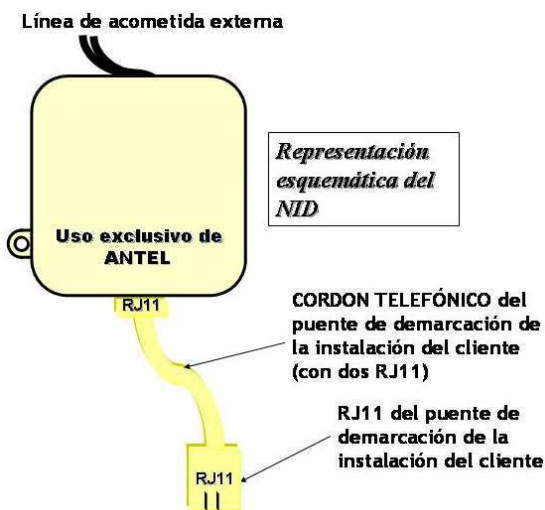 Línea de acometida externa
Representación
esquemática del
NID
Uso exclusivo de
ANTEL
RJ11
CORDON TELEFÓNICO del
puente de demarcación de
la instalación del cliente
(con dos RJ11)
RJ11 del puente de
demarcación de la
instalación del cliente
RJ11